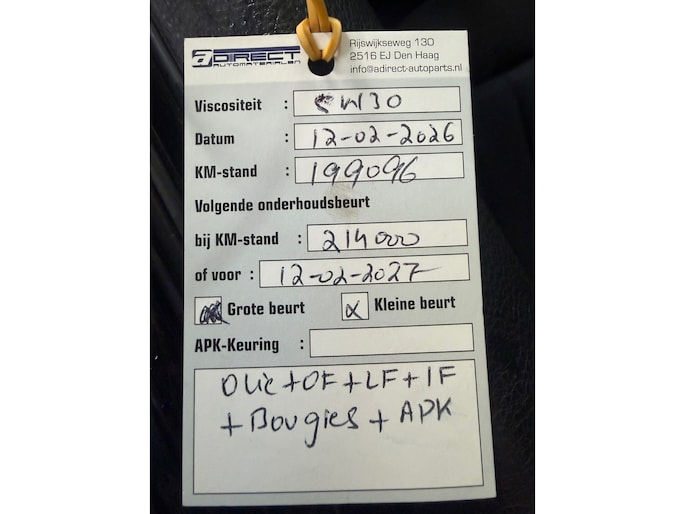 aDIRECT
AUTOMATERIALEN
Rijswijkseweg 130
2516 EJ Den Haag
info@adirect-autoparts.nl
Viscositeit : 5W30
Datum : 12-02-2026
KM-stand : 199096
Volgende onderhoudsbeurt
bij KM-stand : 214000
of voor : 12-02-2027
Grote beurt x Kleine beurt
APK-Keuring :
Olie + OF + LF + IF
+ Bougies + APK